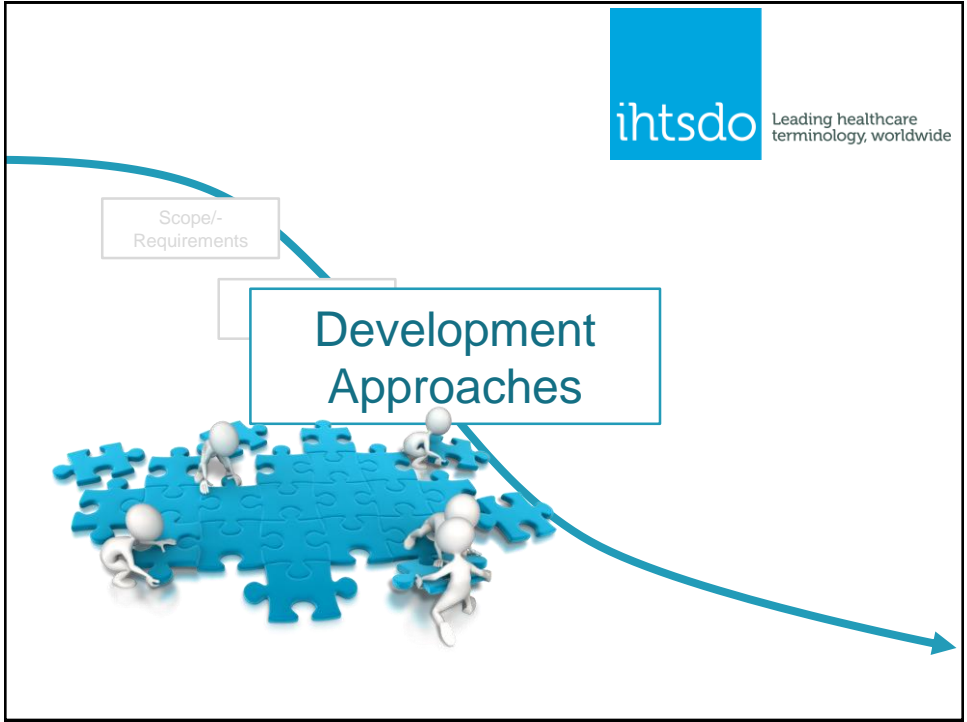 ihtsdo
Leading healthcare
terminology, worldwide
Scope/-
Requirements
Development
Approaches